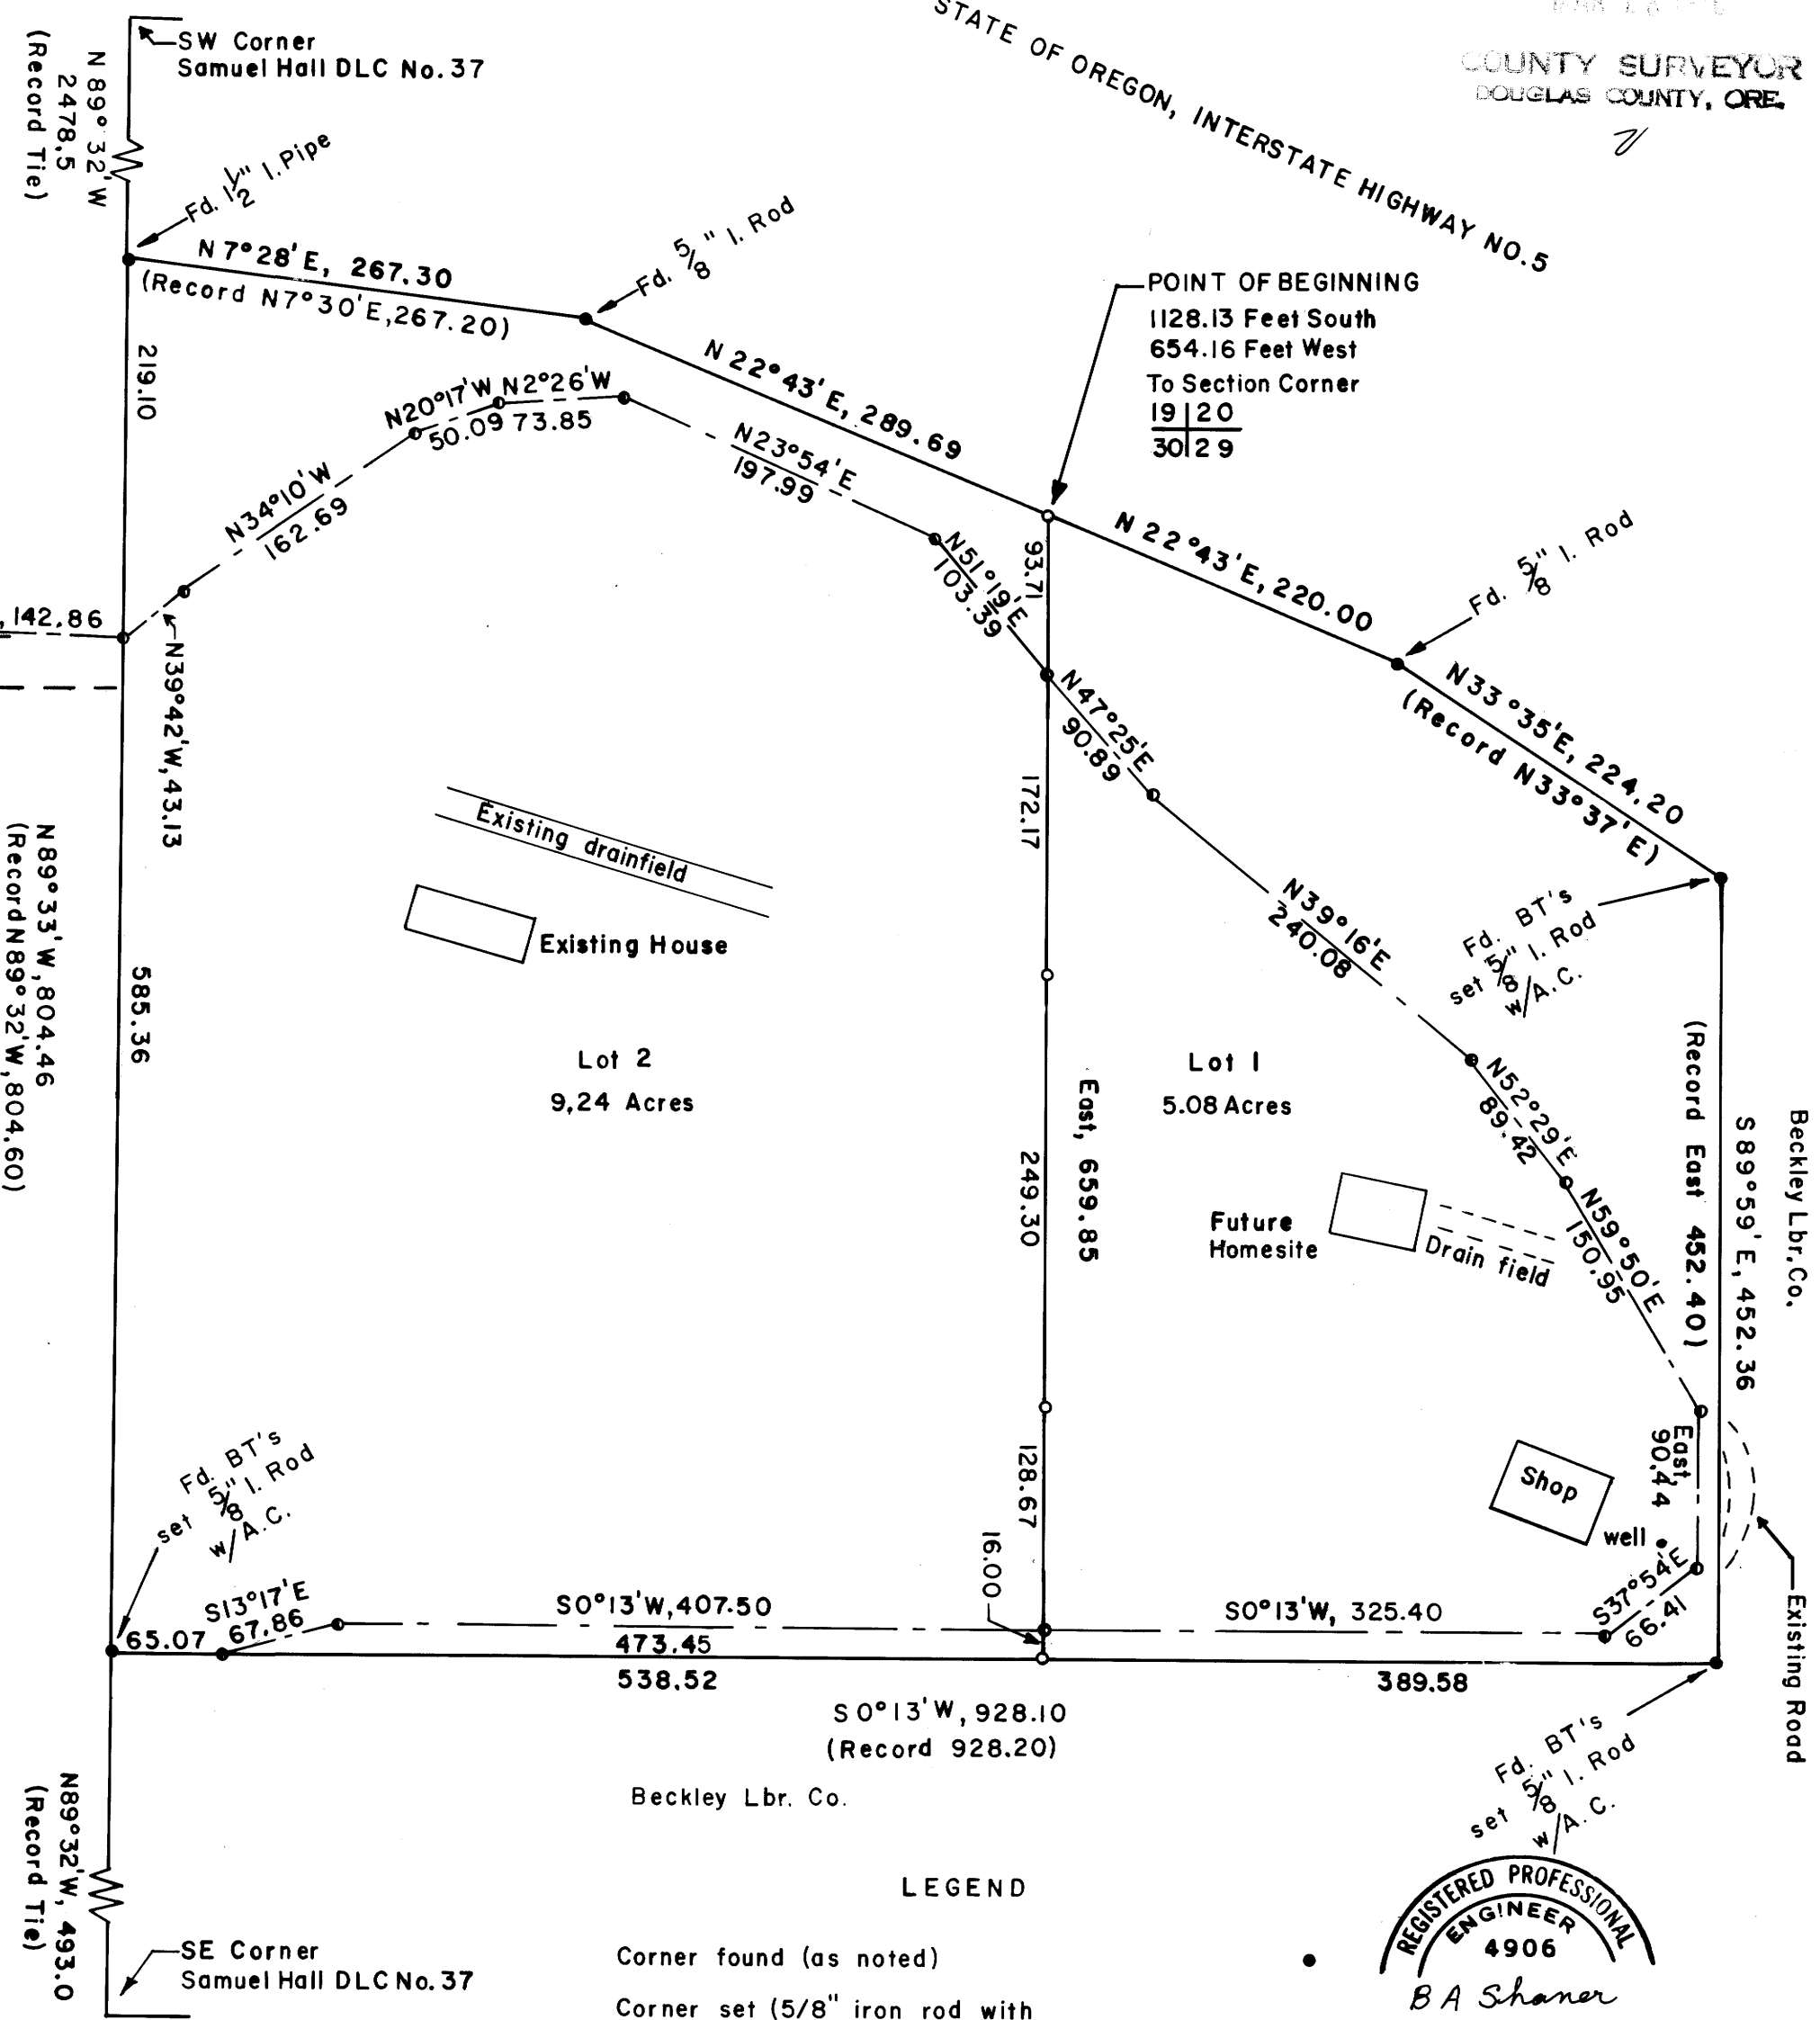 COUNTY SURVEYOR
DOUGLAS COUNTY, ORE.
STATE OF OREGON, INTERSTATE HIGHWAY NO.5
SW Corner
Samuel Hall DLC No.37
N 89°32'W
2478.5
(Record Tie)
Fd. 1 1/2" I. Pipe
N 7°28'E, 267.30
(Record N7°30'E,267.20)
Fd. 5/8" I. Rod
N 22°43'E, 289.69
POINT OF BEGINNING
1128.13 Feet South
654.16 Feet West
To Section Corner
19|20
30|29
N 22°43'E, 220.00
Fd. 5/8" I. Rod
N33°35'E, 224.20
(Record N33°37'E)
219.10
N20°17'W
50.09
N2°26'W
73.85
N23°54'E
197.99
N34°10'W
162.69
N51°19'E
103.39
93.71
, 142.86
N39°42'W,43.13
N47°25'E
90.89
172.17
Existing drainfield
Existing House
N39°16'E
240.08
Fd. BT's
set 5/8" I. Rod
w/A.C.
(Record East 452.40)
S89°59'E, 452.36
Beckley Lbr. Co.
N89°33'W,804.46
(Record N89°32'W,804.60)
585.36
Lot 2
9.24 Acres
East, 659.85
249.30
Lot 1
5.08 Acres
N52°29'E
89.42
N59°50'E
150.95
Future
Homesite
Drain field
East,
90.44
Shop
well
S37°54'E
66.41
Existing Road
128.67
16.00
Fd. BT's
set 5/8" I. Rod
w/A.C.
65.07
S13°17'E
67.86
S0°13'W,407.50
473.45
538.52
S0°13'W, 325.40
389.58
S0°13'W,928.10
(Record 928.20)
Beckley Lbr. Co.
Fd. BT's
set 5/8" I. Rod
w/A.C.
N89°32'W, 493.0
(Record Tie)
SE Corner
Samuel Hall DLC No.37
LEGEND
Corner found (as noted)
Corner set (5/8" iron rod with
REGISTERED PROFESSIONAL
ENGINEER
4906
B A Shaner